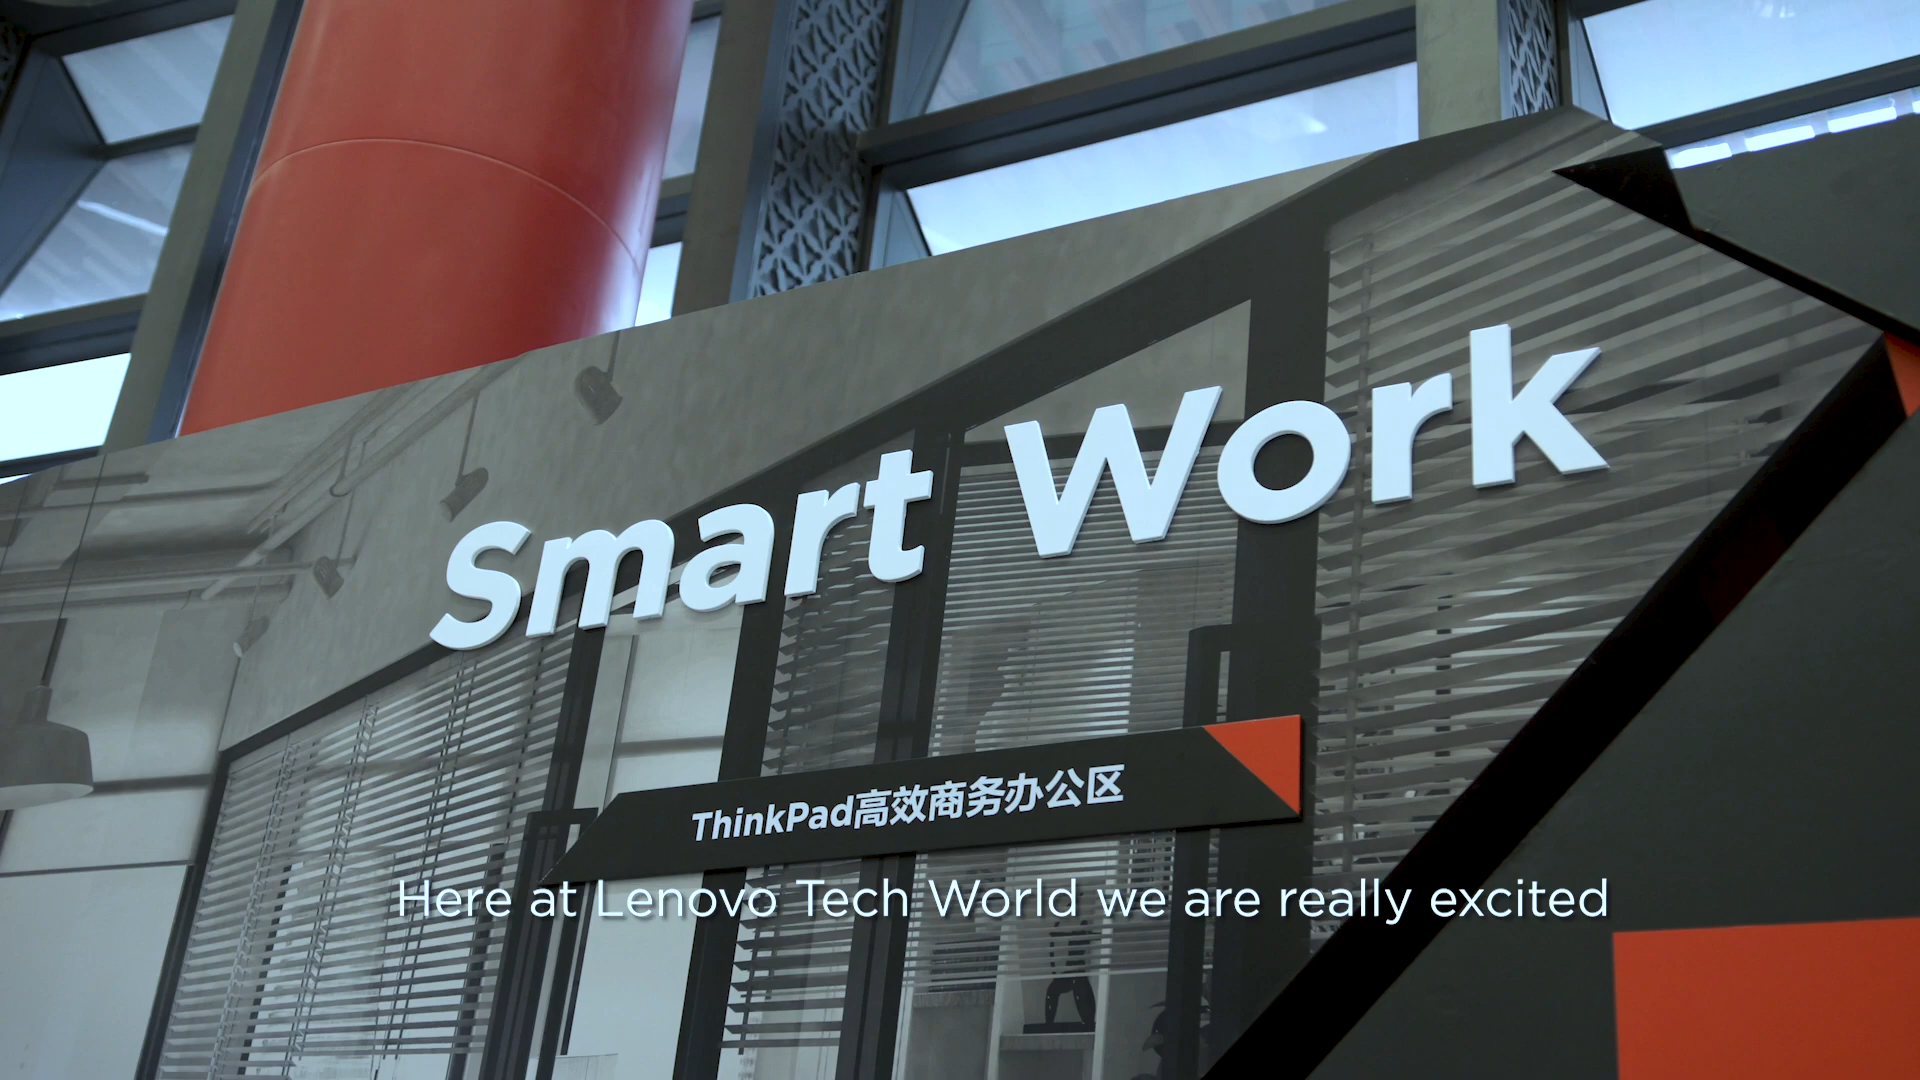 Smart Work
ThinkPad高效商务办公区
Here at Lenovo Tech World we are really excited